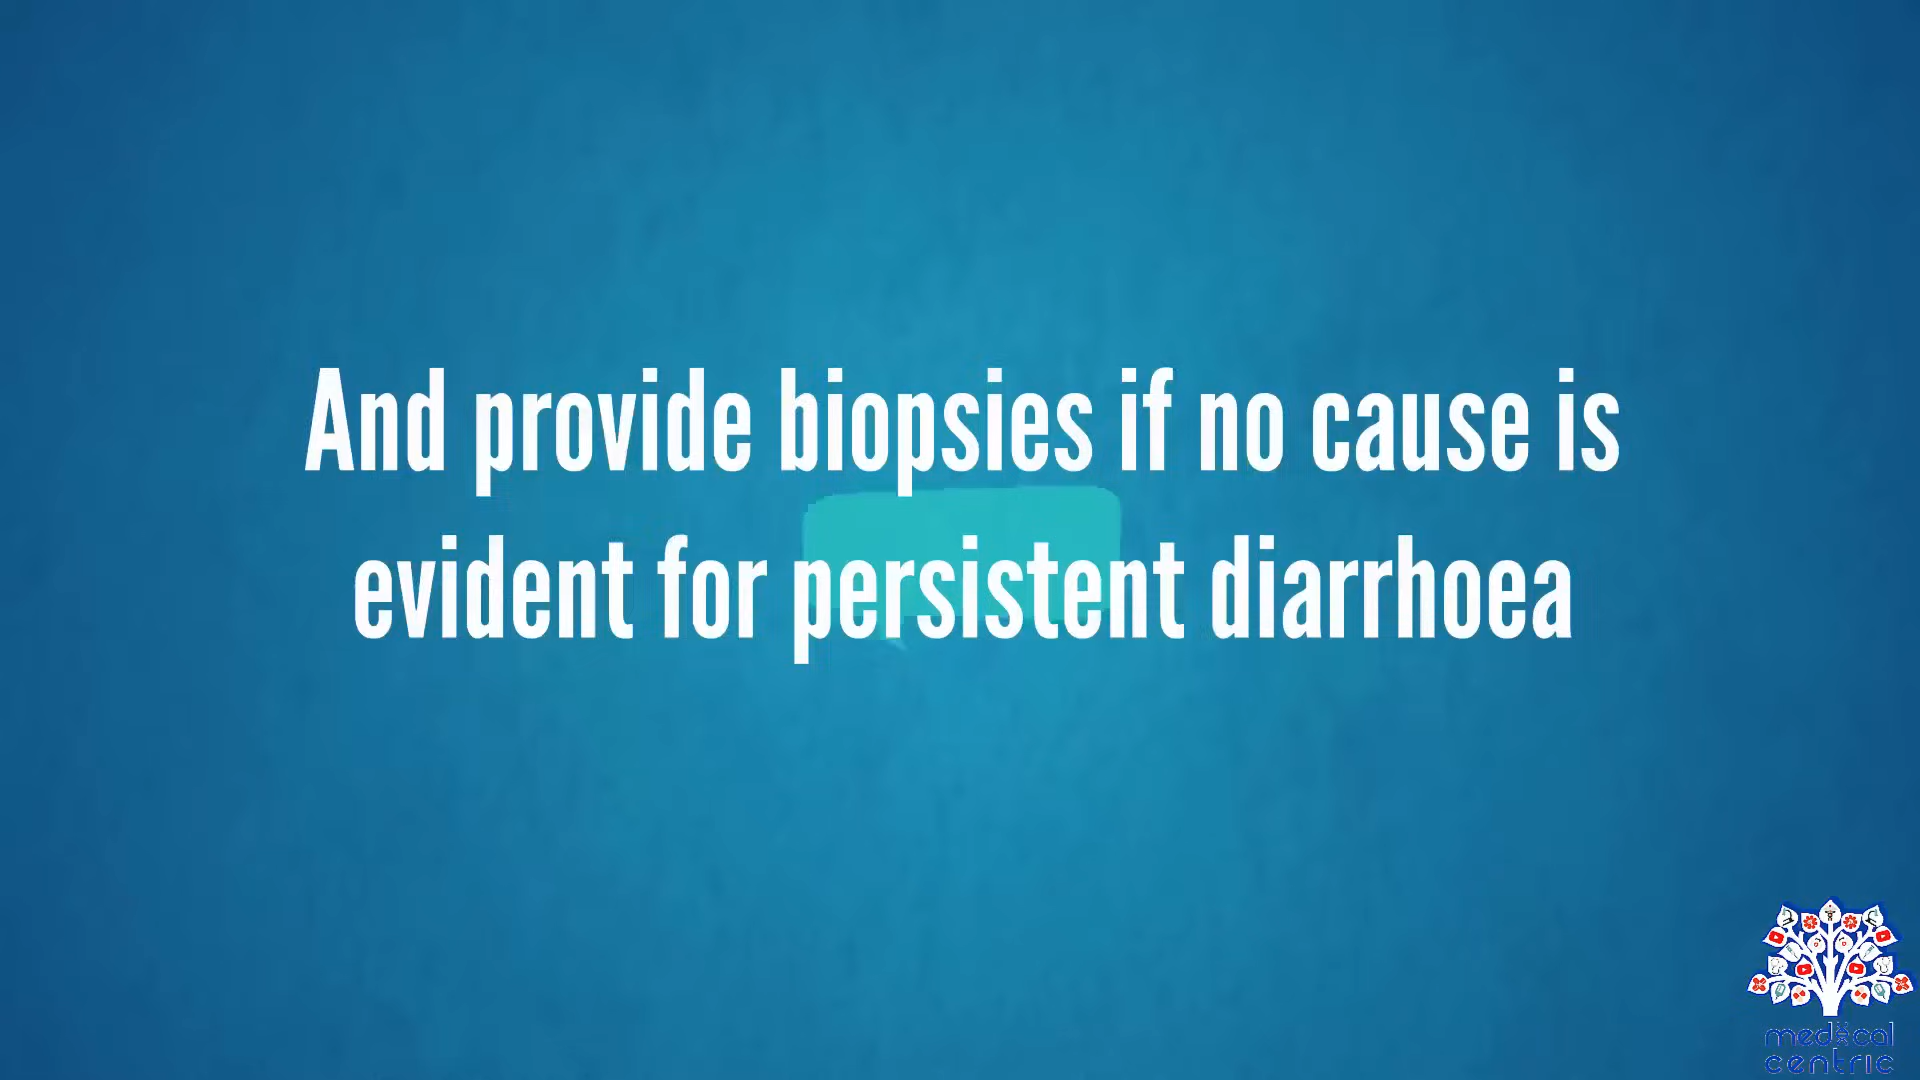 And provide biopsies if no cause is
evident for persistent diarrhoea
medical
centric